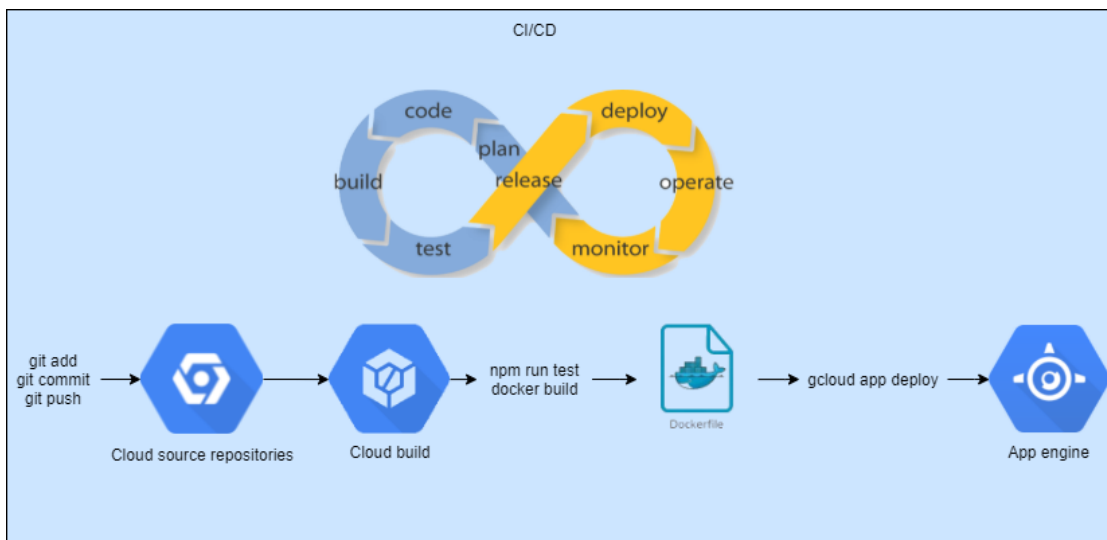 CI/CD
code
deploy
plan
build
release
operate
test
monitor
git add
git commit
git push
npm run test
docker build
gcloud app deploy
Dockerfile
Cloud source repositories
Cloud build
App engine